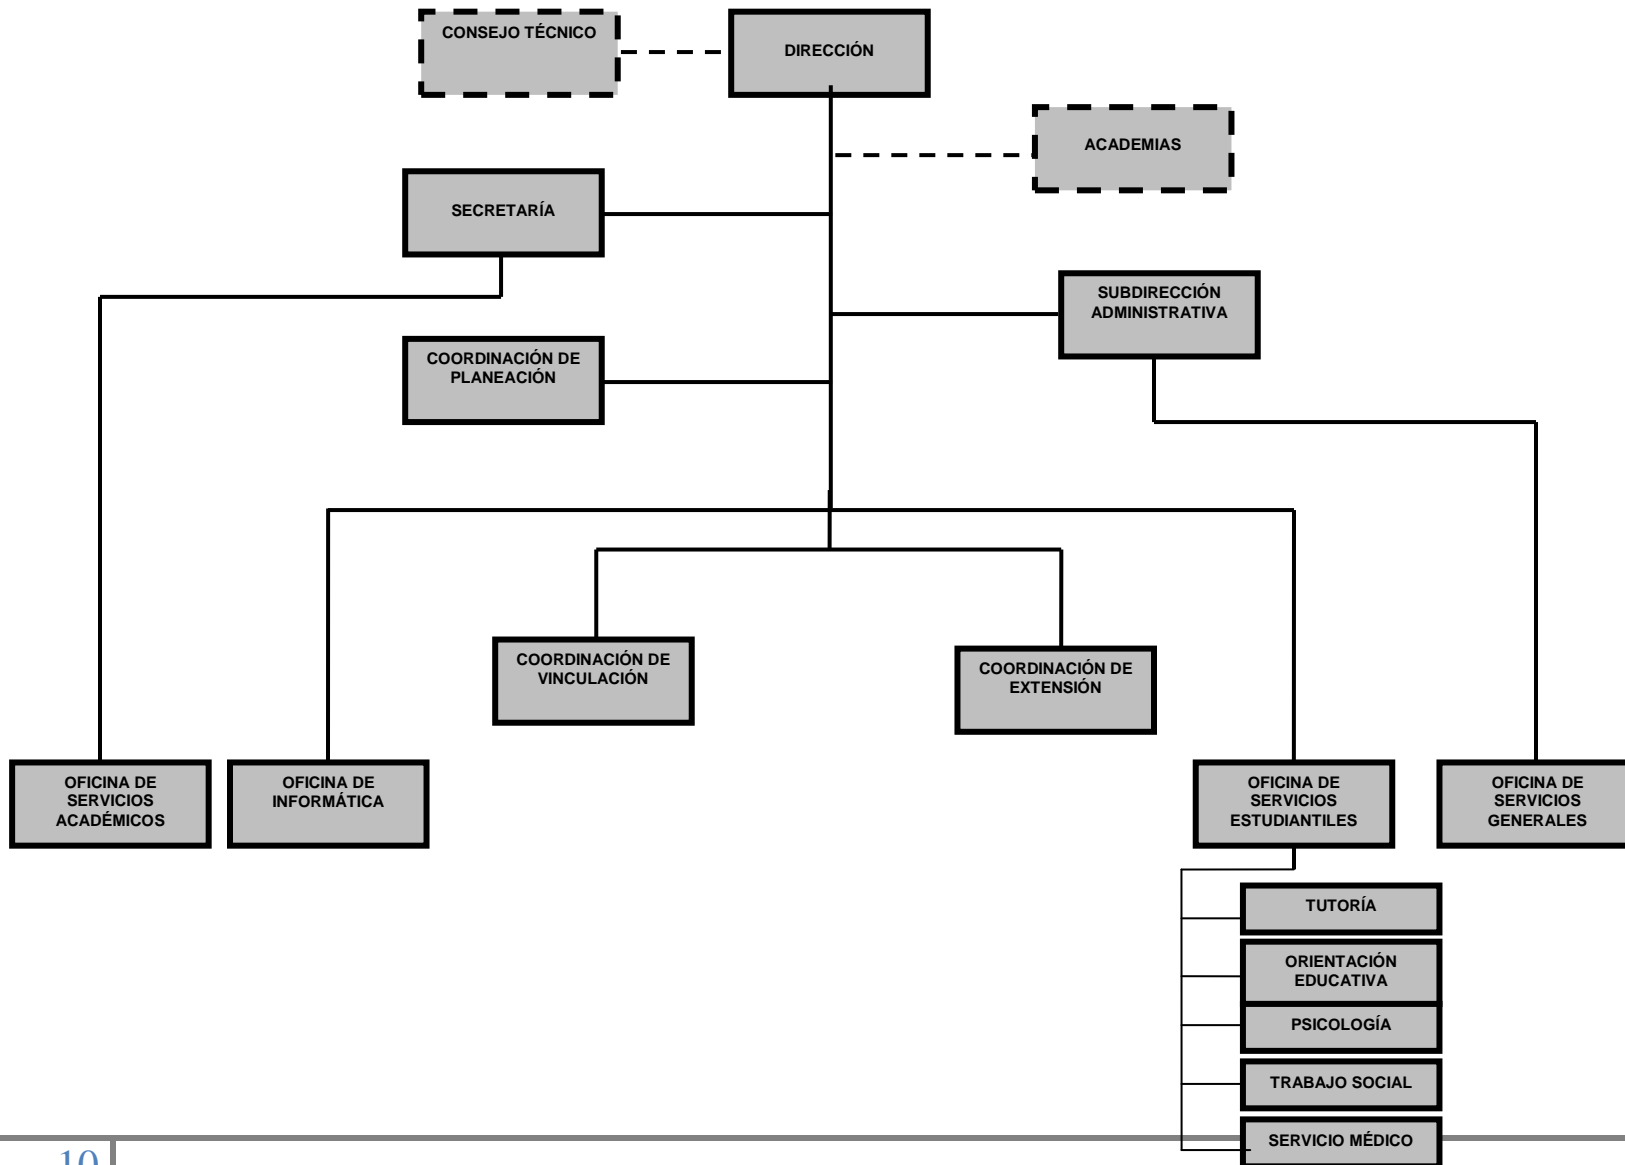 CONSEJO TÉCNICO
DIRECCIÓN
ACADEMIAS
SECRETARÍA
SUBDIRECCIÓN
ADMINISTRATIVA
COORDINACIÓN DE
PLANEACIÓN
COORDINACIÓN DE
VINCULACIÓN
COORDINACIÓN DE
EXTENSIÓN
OFICINA DE
SERVICIOS
ACADÉMICOS
OFICINA DE
INFORMÁTICA
OFICINA DE
SERVICIOS
ESTUDIANTILES
OFICINA DE
SERVICIOS
GENERALES
TUTORÍA
ORIENTACIÓN
EDUCATIVA
PSICOLOGÍA
TRABAJO SOCIAL
SERVICIO MÉDICO
10